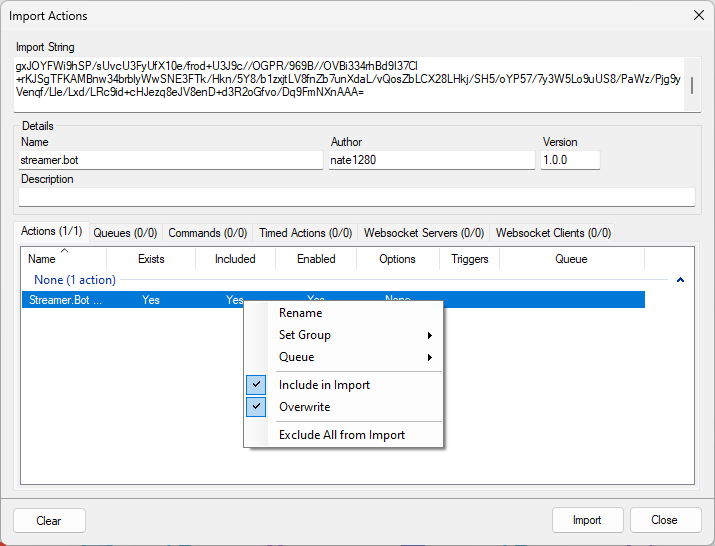 Import Actions
Import String
gxJOYFWi9hSP/sUvcU3FyUfX10e/frod+U3J9c//OGPR/969B//OVBi334rhBd9I37Cl
+rKJSgTFKAMBnw34brblyWwSNE3FTk/Hkn/5Y8/b1zxjtLV8fnZb7unXdaL/vQosZbLCX28LHkj/SH5/oYP57/7y3W5Lo9uUS8/PaWz/Pjg9y
Venqf/Lle/Lxd/LRc9id+cHJezq8eJV8enD+d3R2oGfvo/Dq9FmNXnAAA=
Details
Name Author Version
streamer.bot nate1280 1.0.0
Description
Actions (1/1) Queues (0/0) Commands (0/0) Timed Actions (0/0) Websocket Servers (0/0) Websocket Clients (0/0)
Name Exists Included Enabled Options Triggers Queue
None (1 action)
Streamer.Bot ... Yes Yes Yes None
Rename
Set Group
Queue
Include in Import
Overwrite
Exclude All from Import
Clear Import Close